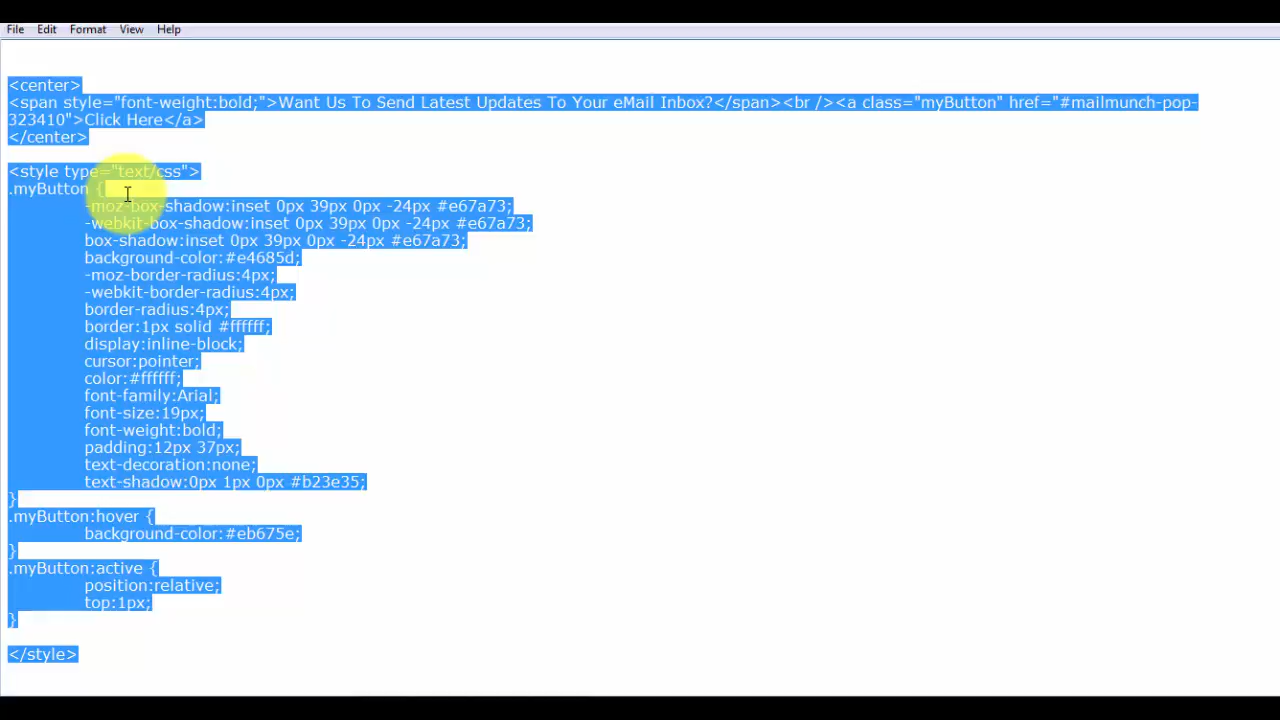 File Edit Format View Help
<center>
<span style="font-weight:bold;">Want Us To Send Latest Updates To Your eMail Inbox?</span><br /><a class="myButton" href="#mailmunch-pop-
323410">Click Here</a>
</center>
<style type="text/css">
.myButton {
-moz-box-shadow:inset 0px 39px 0px -24px #e67a73;
-webkit-box-shadow:inset 0px 39px 0px -24px #e67a73;
box-shadow:inset 0px 39px 0px -24px #e67a73;
background-color:#e4685d;
-moz-border-radius:4px;
-webkit-border-radius:4px;
border-radius:4px;
border:1px solid #ffffff;
display:inline-block;
cursor:pointer;
color:#ffffff;
font-family:Arial;
font-size:19px;
font-weight:bold;
padding:12px 37px;
text-decoration:none;
text-shadow:0px 1px 0px #b23e35;
}
.myButton:hover {
background-color:#eb675e;
}
.myButton:active {
position:relative;
top:1px;
}
</style>